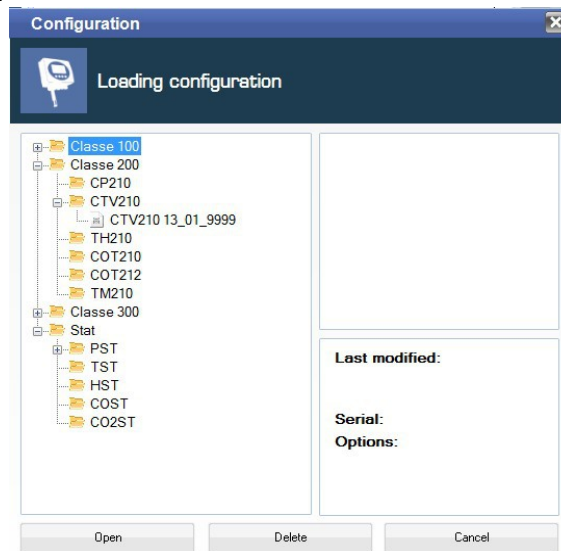 Configuration
Loading configuration
Classe 100
Classe 200
CP210
CTV210
CTV210 13_01_9999
TH210
COT210
COT212
TM210
Classe 300
Stat
PST
TST
HST
COST
CO2ST
Last modified:
Serial:
Options:
Open
Delete
Cancel